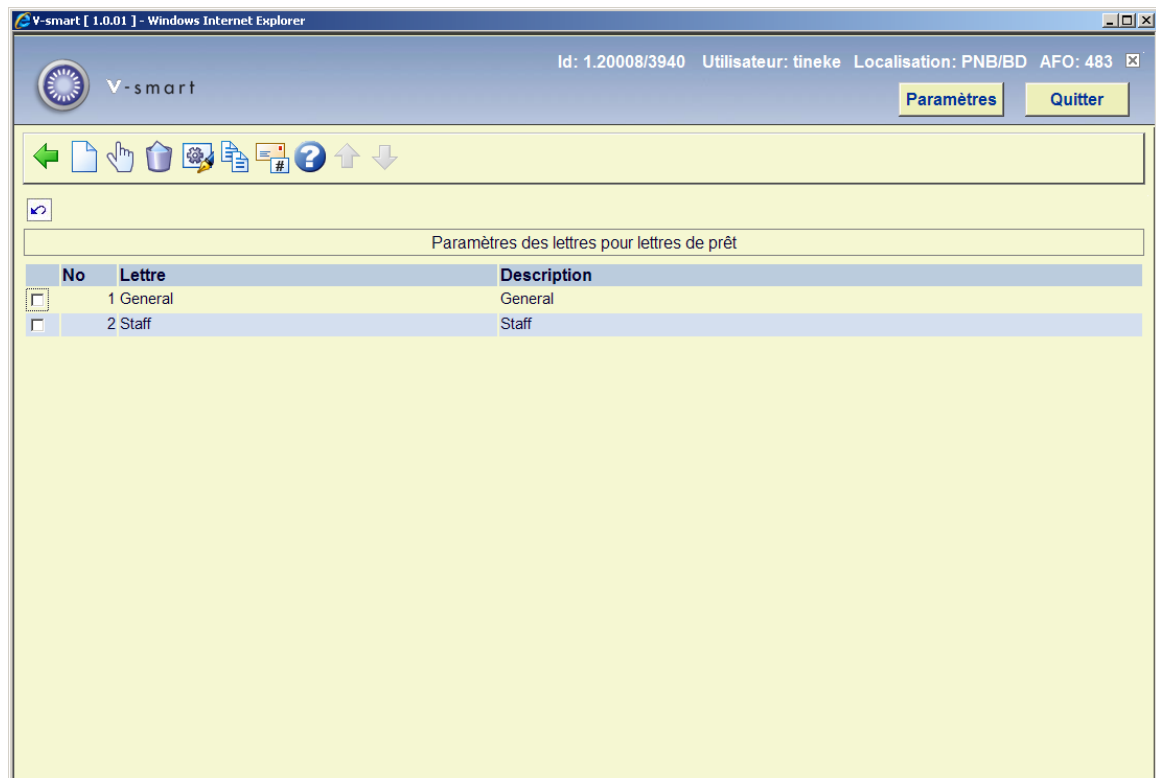 V-smart [ 1.0.01 ] - Windows Internet Explorer
Id: 1.20008/3940 Utilisateur: tineke Localisation: PNB/BD AFO: 483
V-smart
Paramètres Quitter
#
?
Paramètres des lettres pour lettres de prêt
No Lettre Description
1 General General
2 Staff Staff